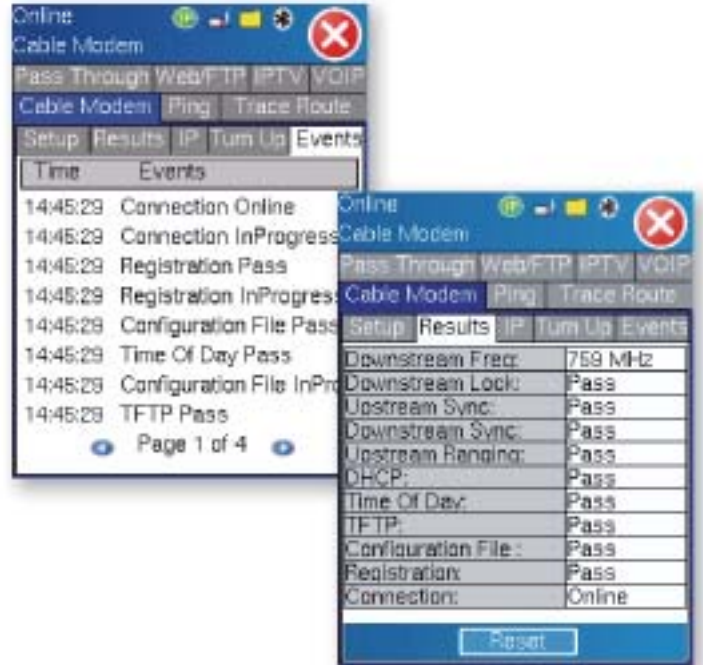 Online
Cable Modem
Pass Through Web/FTP IPTV VOIP
Cable Modem Ping Trace Route
Setup Results IP Turn Up Events
Time Events
14:45:29 Connection Online
14:45:29 Connection InProgress
14:45:29 Registration Pass
14:45:29 Registration InProgres
14:45:29 Configuration File Pass
14:45:29 Time Of Day Pass
14:45:29 Configuration File InPro
14:45:29 TFTP Pass
Page 1 of 4
Online
Cable Modem
Pass Through Web/FTP IPTV VOIP
Cable Modem Ping Trace Route
Setup Results IP Turn Up Events
Downstream Freq: 759 MHz
Downstream Lock: Pass
Upstream Sync: Pass
Downstream Sync: Pass
Upstream Ranging: Pass
DHCP: Pass
Time Of Day: Pass
TFTP: Pass
Configuration File : Pass
Registration: Pass
Connection: Online
Reset